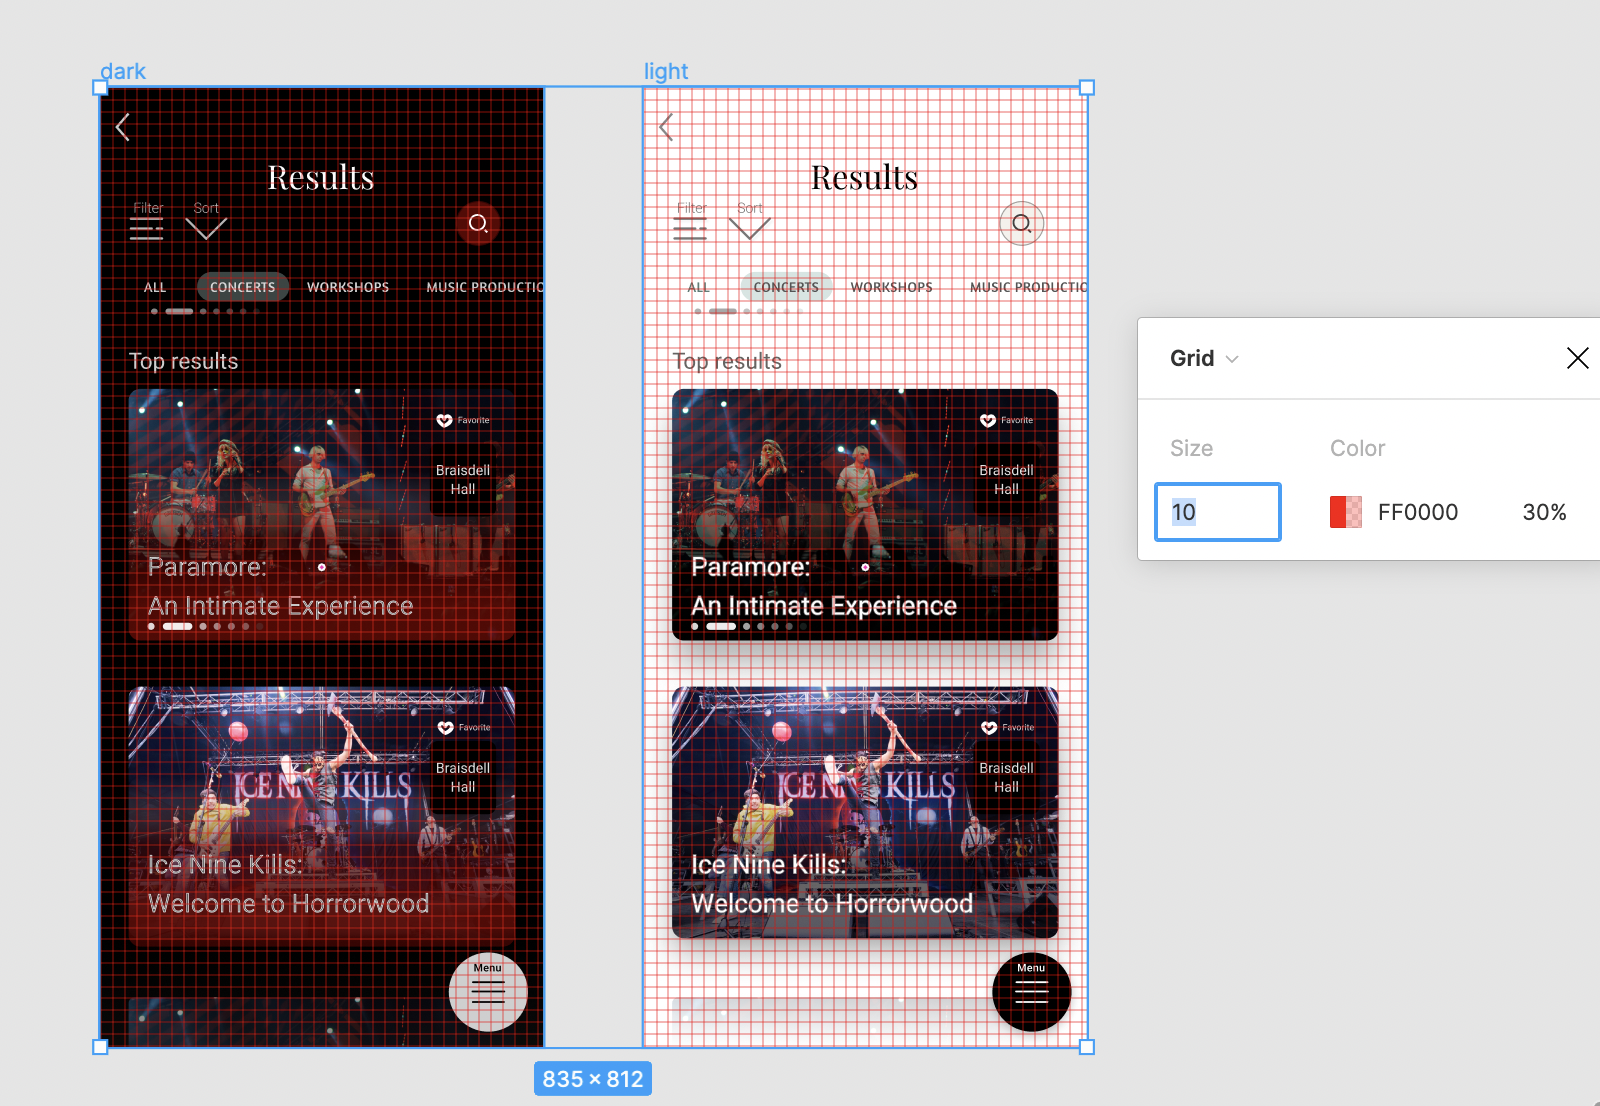 dark
light
Results
Filter
Sort
ALL
CONCERTS
WORKSHOPS
MUSIC PRODUCTIO
Top results
Favorite
Braisdell
Hall
Paramore:
An Intimate Experience
ICE NINE KILLS
Favorite
Braisdell
Hall
Ice Nine Kills:
Welcome to Horrorwood
Menu
Results
Filter
Sort
ALL
CONCERTS
WORKSHOPS
MUSIC PRODUCTIO
Top results
Favorite
Braisdell
Hall
Paramore:
An Intimate Experience
ICE NINE KILLS
Favorite
Braisdell
Hall
Ice Nine Kills:
Welcome to Horrorwood
Menu
Grid
Size
Color
10
FF0000
30%
835 × 812